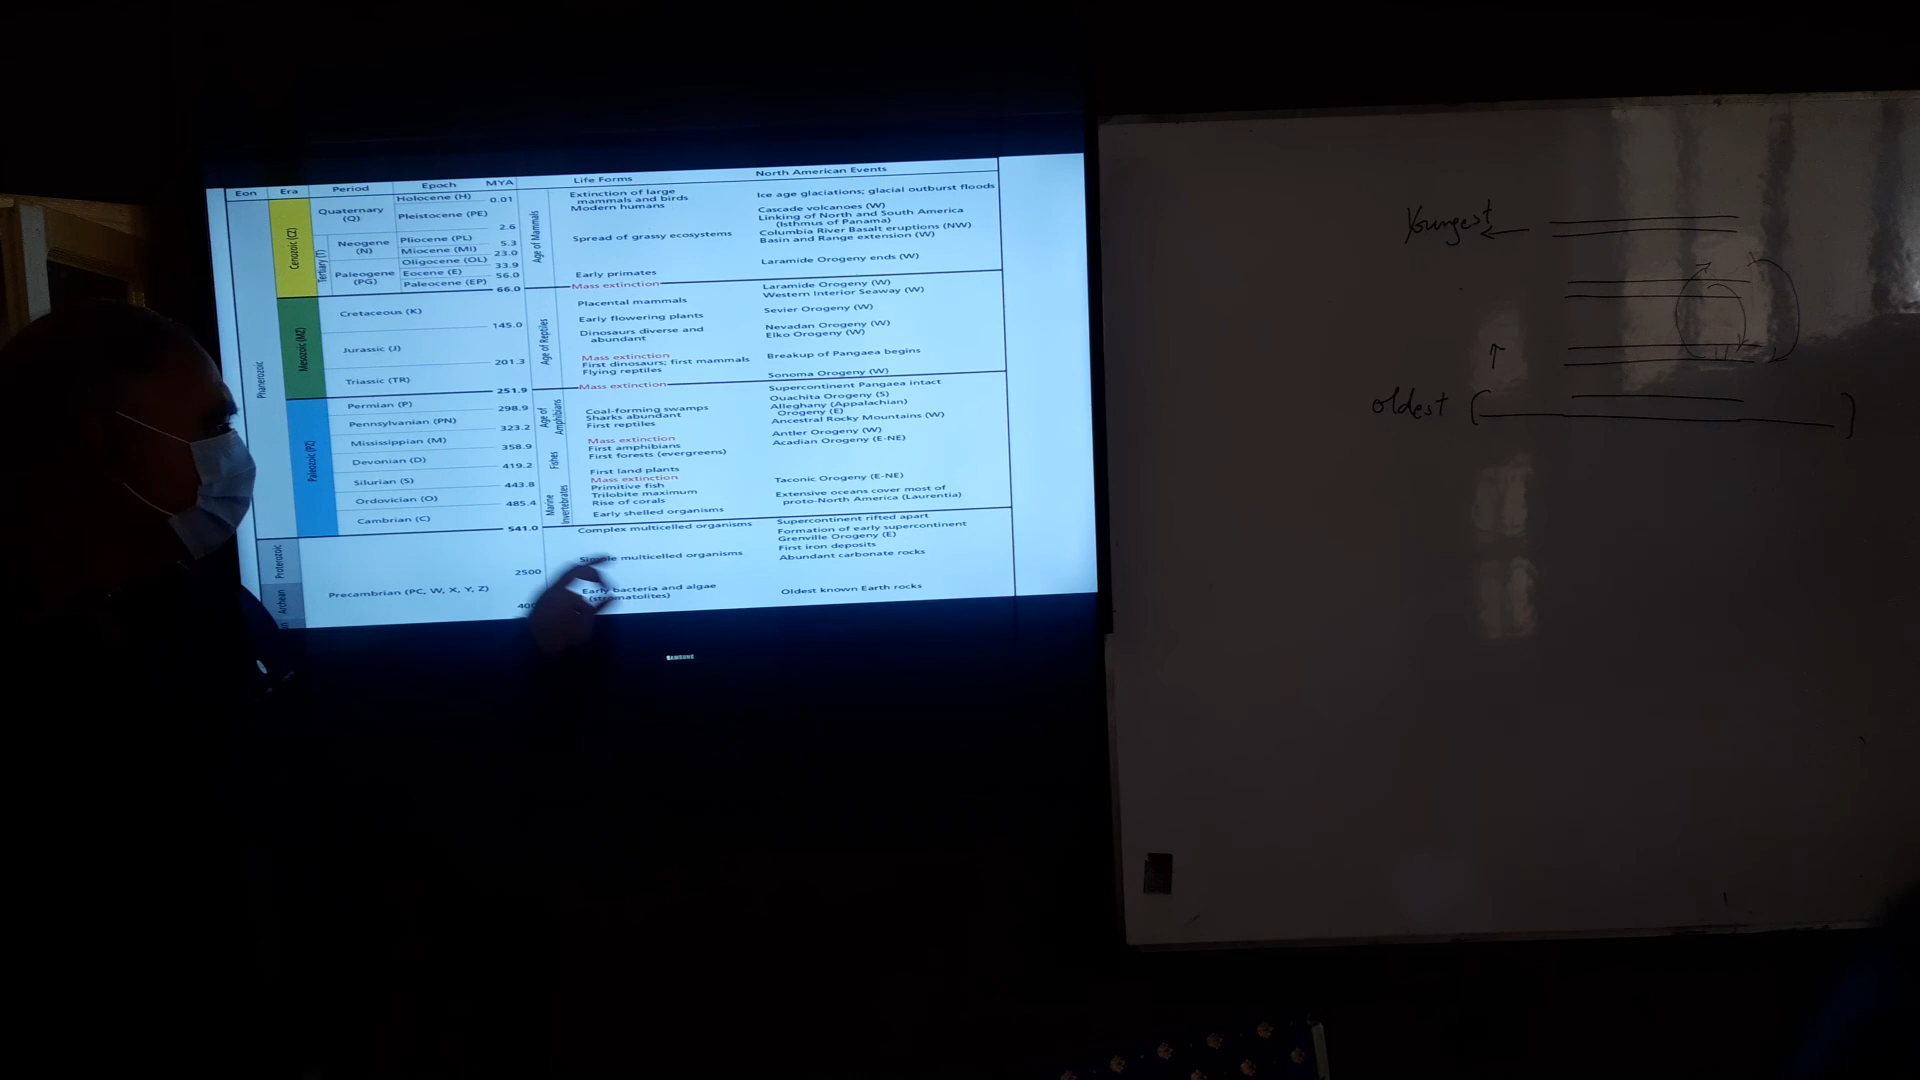 Eon Era Period Epoch MYA Life Forms North American Events
Phanerozoic
Cenozoic (CZ)
Tertiary (T)
Quaternary (Q)
Neogene (N)
Paleogene (PG)
Holocene (H) 0.01
Pleistocene (PE)
2.6
Pliocene (PL) 5.3
Miocene (MI) 23.0
Oligocene (OL) 33.9
Eocene (E) 56.0
Paleocene (EP)
66.0
Age of Mammals
Extinction of large
mammals and birds
Modern humans
Spread of grassy ecosystems
Early primates
Mass extinction
Ice age glaciations; glacial outburst floods
Cascade volcanoes (W)
Linking of North and South America
(Isthmus of Panama)
Columbia River Basalt eruptions (NW)
Basin and Range extension (W)
Laramide Orogeny ends (W)
Mesozoic (MZ)
Cretaceous (K)
145.0
Jurassic (J)
201.3
Triassic (TR)
251.9
Age of Reptiles
Placental mammals
Early flowering plants
Dinosaurs diverse and
abundant
Mass extinction
First dinosaurs; first mammals
Flying reptiles
Mass extinction
Laramide Orogeny (W)
Western Interior Seaway (W)
Sevier Orogeny (W)
Nevadan Orogeny (W)
Elko Orogeny (W)
Breakup of Pangaea begins
Sonoma Orogeny (W)
Paleozoic (PZ)
Permian (P)
298.9
Pennsylvanian (PN)
323.2
Mississippian (M)
358.9
Devonian (D)
419.2
Silurian (S)
443.8
Ordovician (O)
485.4
Cambrian (C)
541.0
Age of
Amphibians
Fishes
Marine
Invertebrates
Coal-forming swamps
Sharks abundant
First reptiles
Mass extinction
First amphibians
First forests (evergreens)
First land plants
Mass extinction
Primitive fish
Trilobite maximum
Rise of corals
Early shelled organisms
Supercontinent Pangaea intact
Ouachita Orogeny (S)
Alleghany (Appalachian)
Orogeny (E)
Ancestral Rocky Mountains (W)
Antler Orogeny (W)
Acadian Orogeny (E-NE)
Taconic Orogeny (E-NE)
Extensive oceans cover most of
proto-North America (Laurentia)
Proterozoic
Archean
Precambrian (PC, W, X, Y, Z)
2500
Complex multicelled organisms
Simple multicelled organisms
Early bacteria and algae
(stromatolites)
Supercontinent rifted apart
Formation of early supercontinent
Grenville Orogeny (E)
First iron deposits
Abundant carbonate rocks
Oldest known Earth rocks
SAMSUNG
Youngest
oldest